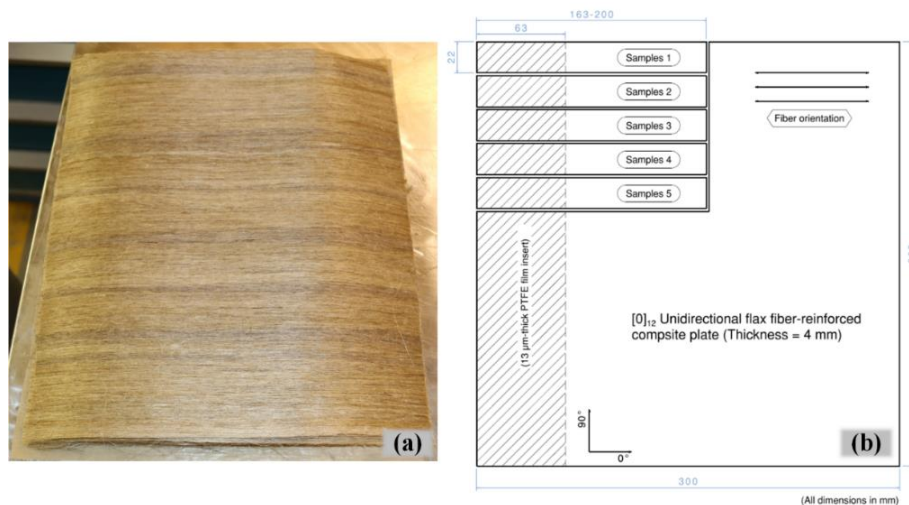 (a)
163-200
63
22
Samples 1
Samples 2
Samples 3
Samples 4
Samples 5
Fiber orientation
(13 μm-thick PTFE film insert)
[0]12 Unidirectional flax fiber-reinforced
compsite plate (Thickness = 4 mm)
90°
0°
(b)
300
(All dimensions in mm)